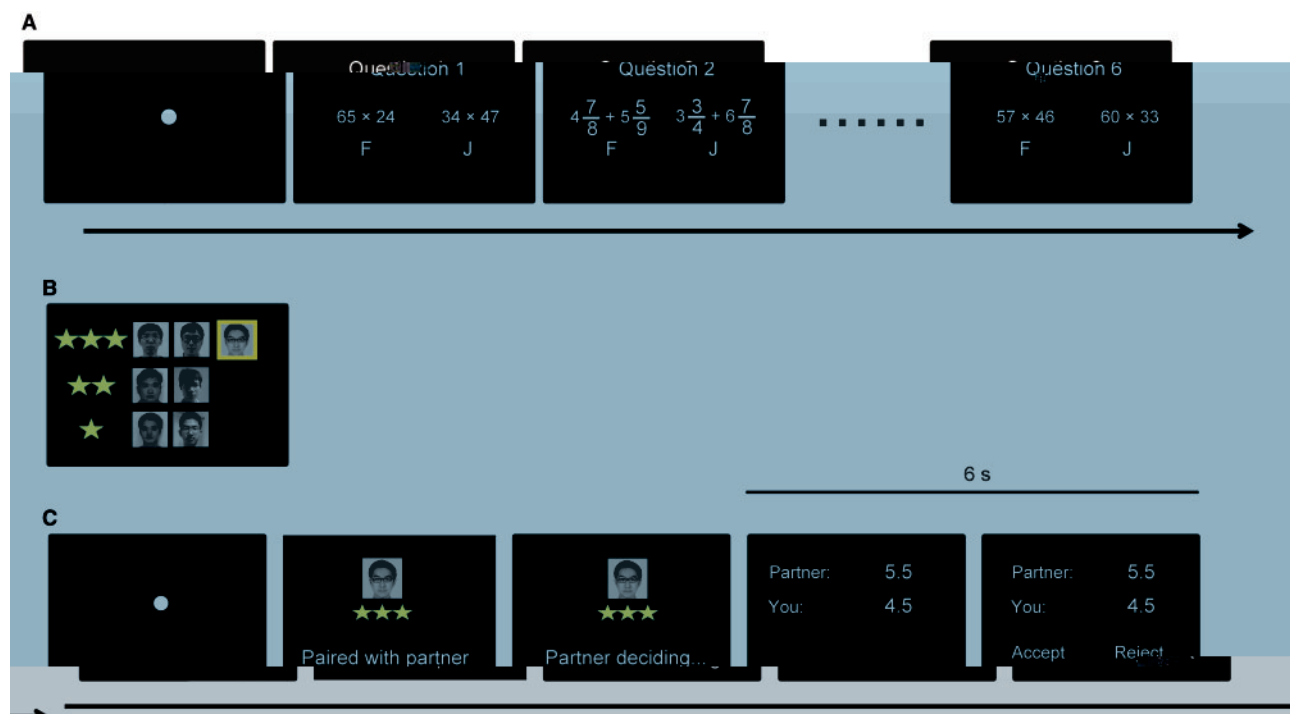 A
Question 1
65 × 24 34 × 47
F J
Question 2
4 7/8 + 5 5/9 3 3/4 + 6 7/8
F J
......
Question 6
57 × 46 60 × 33
F J
B
6 s
C
Paired with partner
Partner deciding...
Partner: 5.5
You: 4.5
Partner: 5.5
You: 4.5
Accept Reject